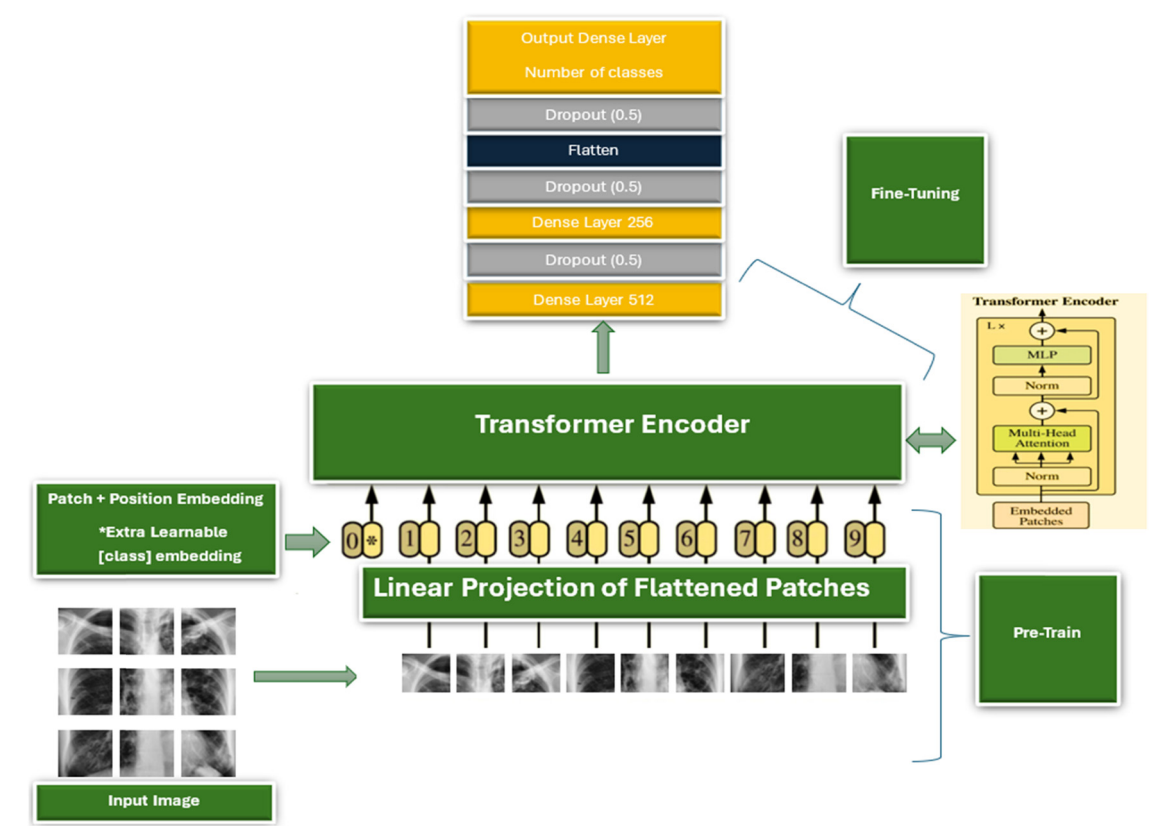 Output Dense Layer
Number of classes
Dropout (0.5)
Flatten
Dropout (0.5)
Dense Layer 256
Dropout (0.5)
Dense Layer 512
Fine-Tuning
Transformer Encoder
L ×
+
MLP
Norm
+
Multi-Head
Attention
Norm
Embedded
Patches
Transformer Encoder
Patch + Position Embedding
*Extra Learnable
[class] embedding
0 * 1 2 3 4 5 6 7 8 9
Linear Projection of Flattened Patches
Pre-Train
Input Image